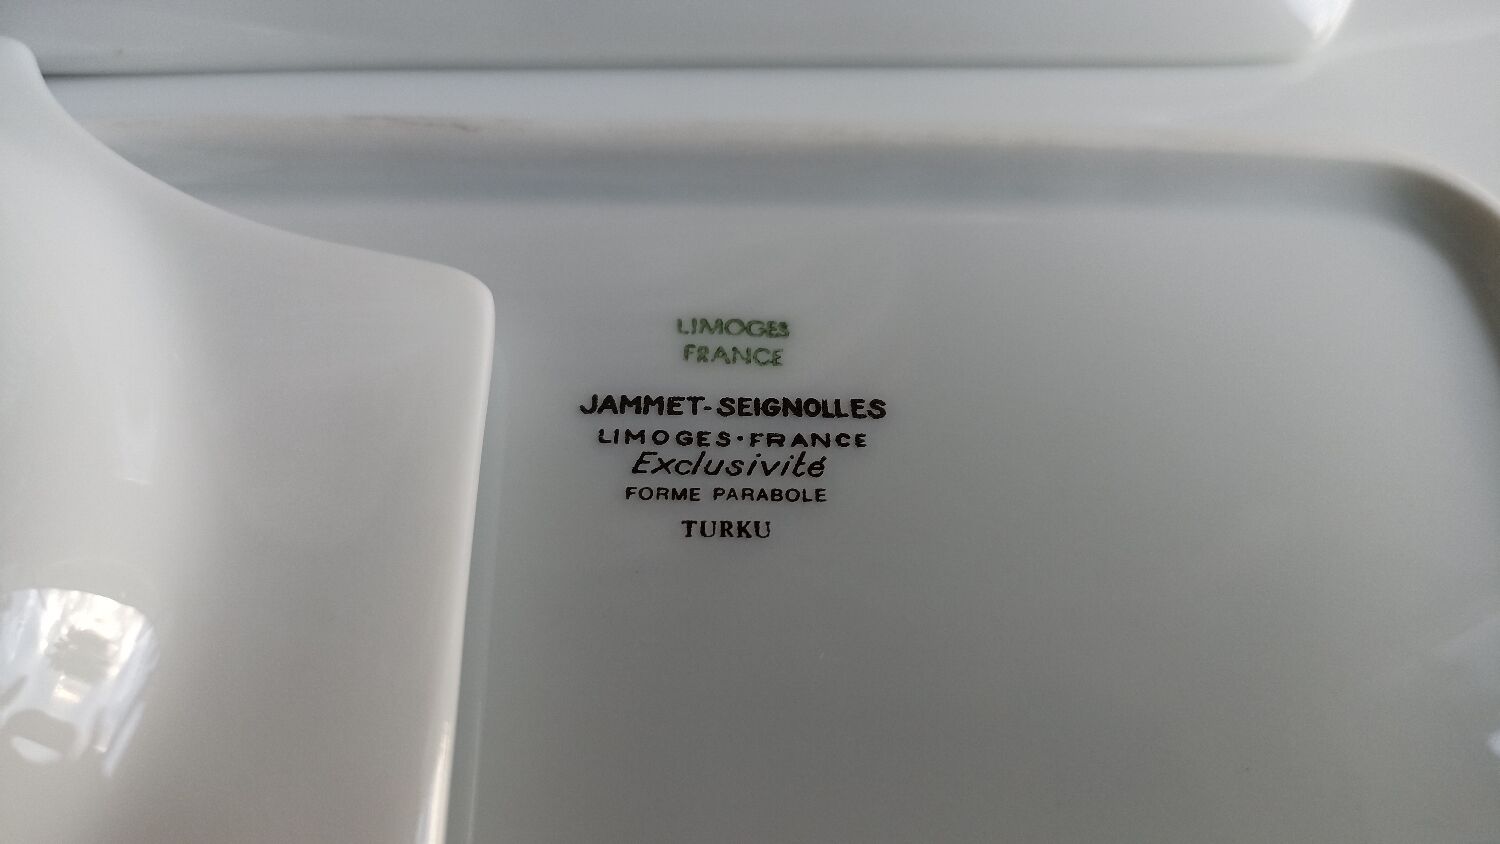 LIMOGES
FRANCE
JAMMET-SEIGNOLLES
LIMOGES·FRANCE
Exclusivité
FORME PARABOLE
TURKU